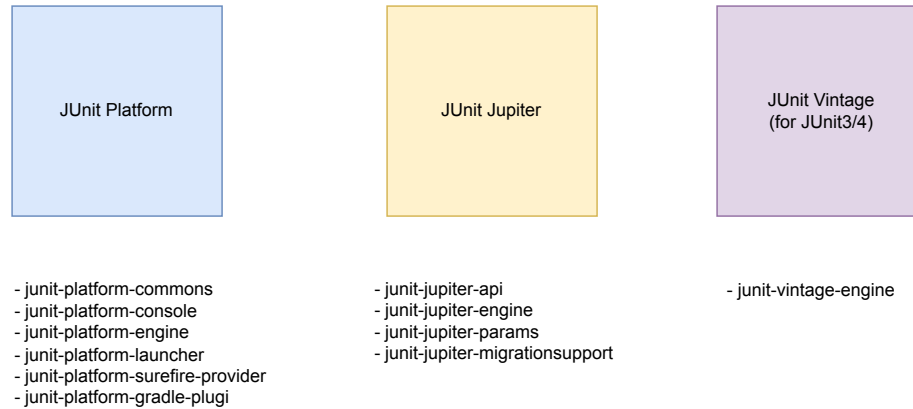 JUnit Platform
JUnit Jupiter
JUnit Vintage
(for JUnit3/4)
- junit-platform-commons
- junit-platform-console
- junit-platform-engine
- junit-platform-launcher
- junit-platform-surefire-provider
- junit-platform-gradle-plugi
- junit-jupiter-api
- junit-jupiter-engine
- junit-jupiter-params
- junit-jupiter-migrationsupport
- junit-vintage-engine